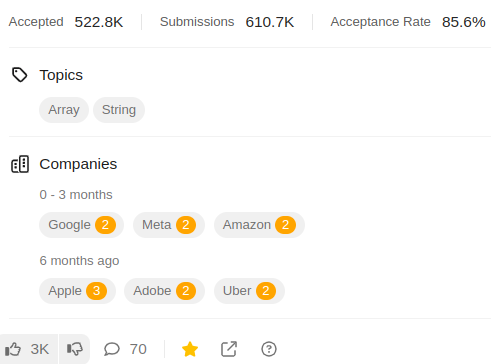 Accepted 522.8K Submissions 610.7K Acceptance Rate 85.6%
Topics
Array String
Companies
0 - 3 months
Google 2 Meta 2 Amazon 2
6 months ago
Apple 3 Adobe 2 Uber 2
3K 70